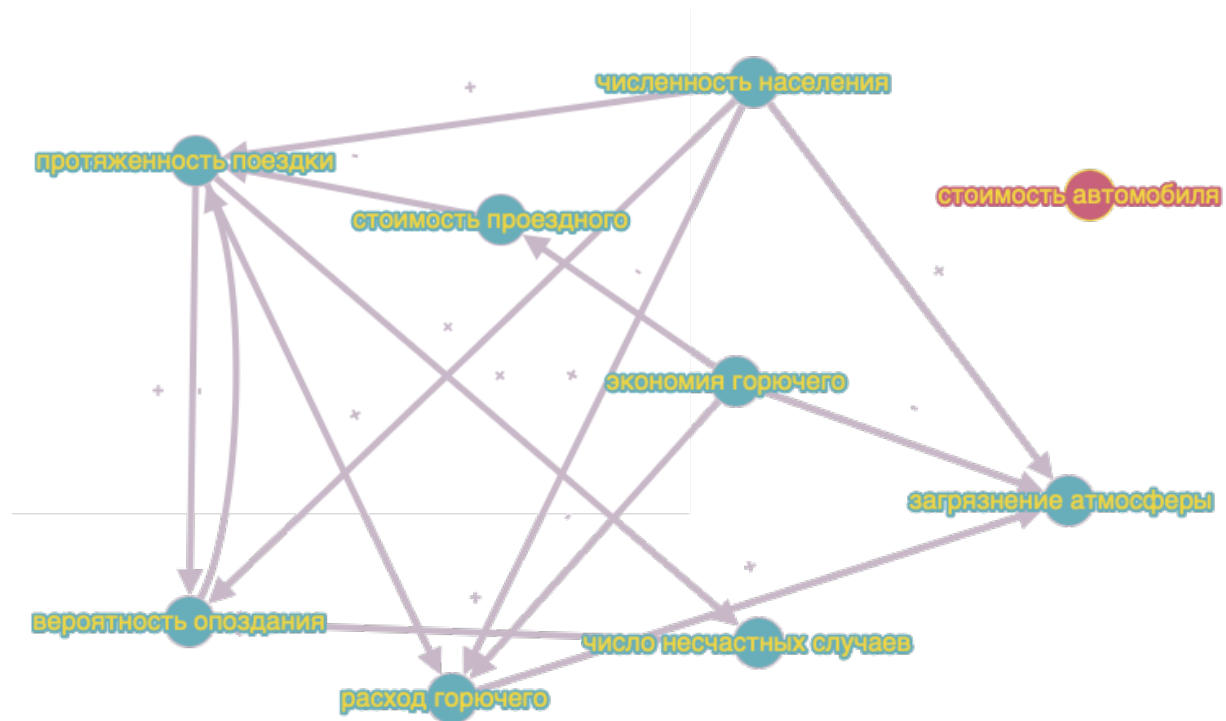 численность населения
протяженность поездки
стоимость автомобиля
стоимость проездного
экономия горючего
загрязнение атмосферы
вероятность опоздания
число несчастных случаев
расход горючего